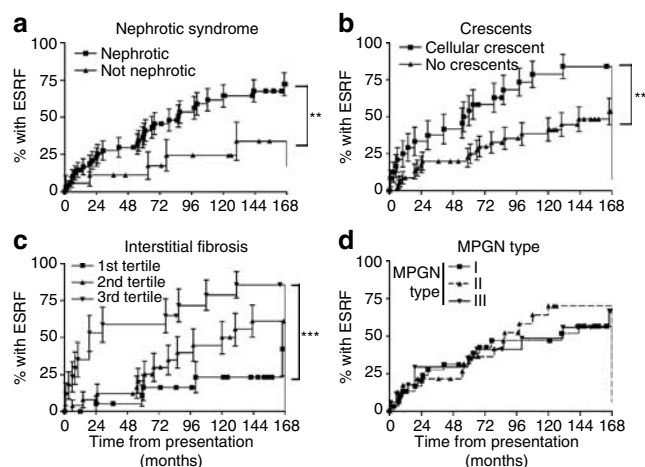 a Nephrotic syndrome
100
75
50
25
0
% with ESRF
Nephrotic
Not nephrotic
**
0 24 48 72 96 120 144 168
b Crescents
100
75
50
25
0
% with ESRF
Cellular crescent
No crescents
**
0 24 48 72 96 120 144 168
c Interstitial fibrosis
100
75
50
25
0
% with ESRF
1st tertile
2nd tertile
3rd tertile
***
0 24 48 72 96 120 144 168
Time from presentation
(months)
d MPGN type
100
75
50
25
0
% with ESRF
MPGN
type
I
II
III
0 24 48 72 96 120 144 168
Time from presentation
(months)